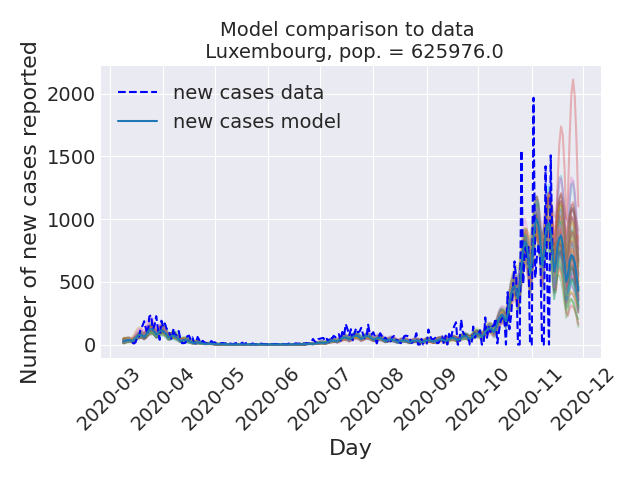 Model comparison to data
Luxembourg, pop. = 625976.0
Number of new cases reported
2000
1500
1000
500
0
new cases data
new cases model
2020-03
2020-04
2020-05
2020-06
2020-07
2020-08
2020-09
2020-10
2020-11
2020-12
Day